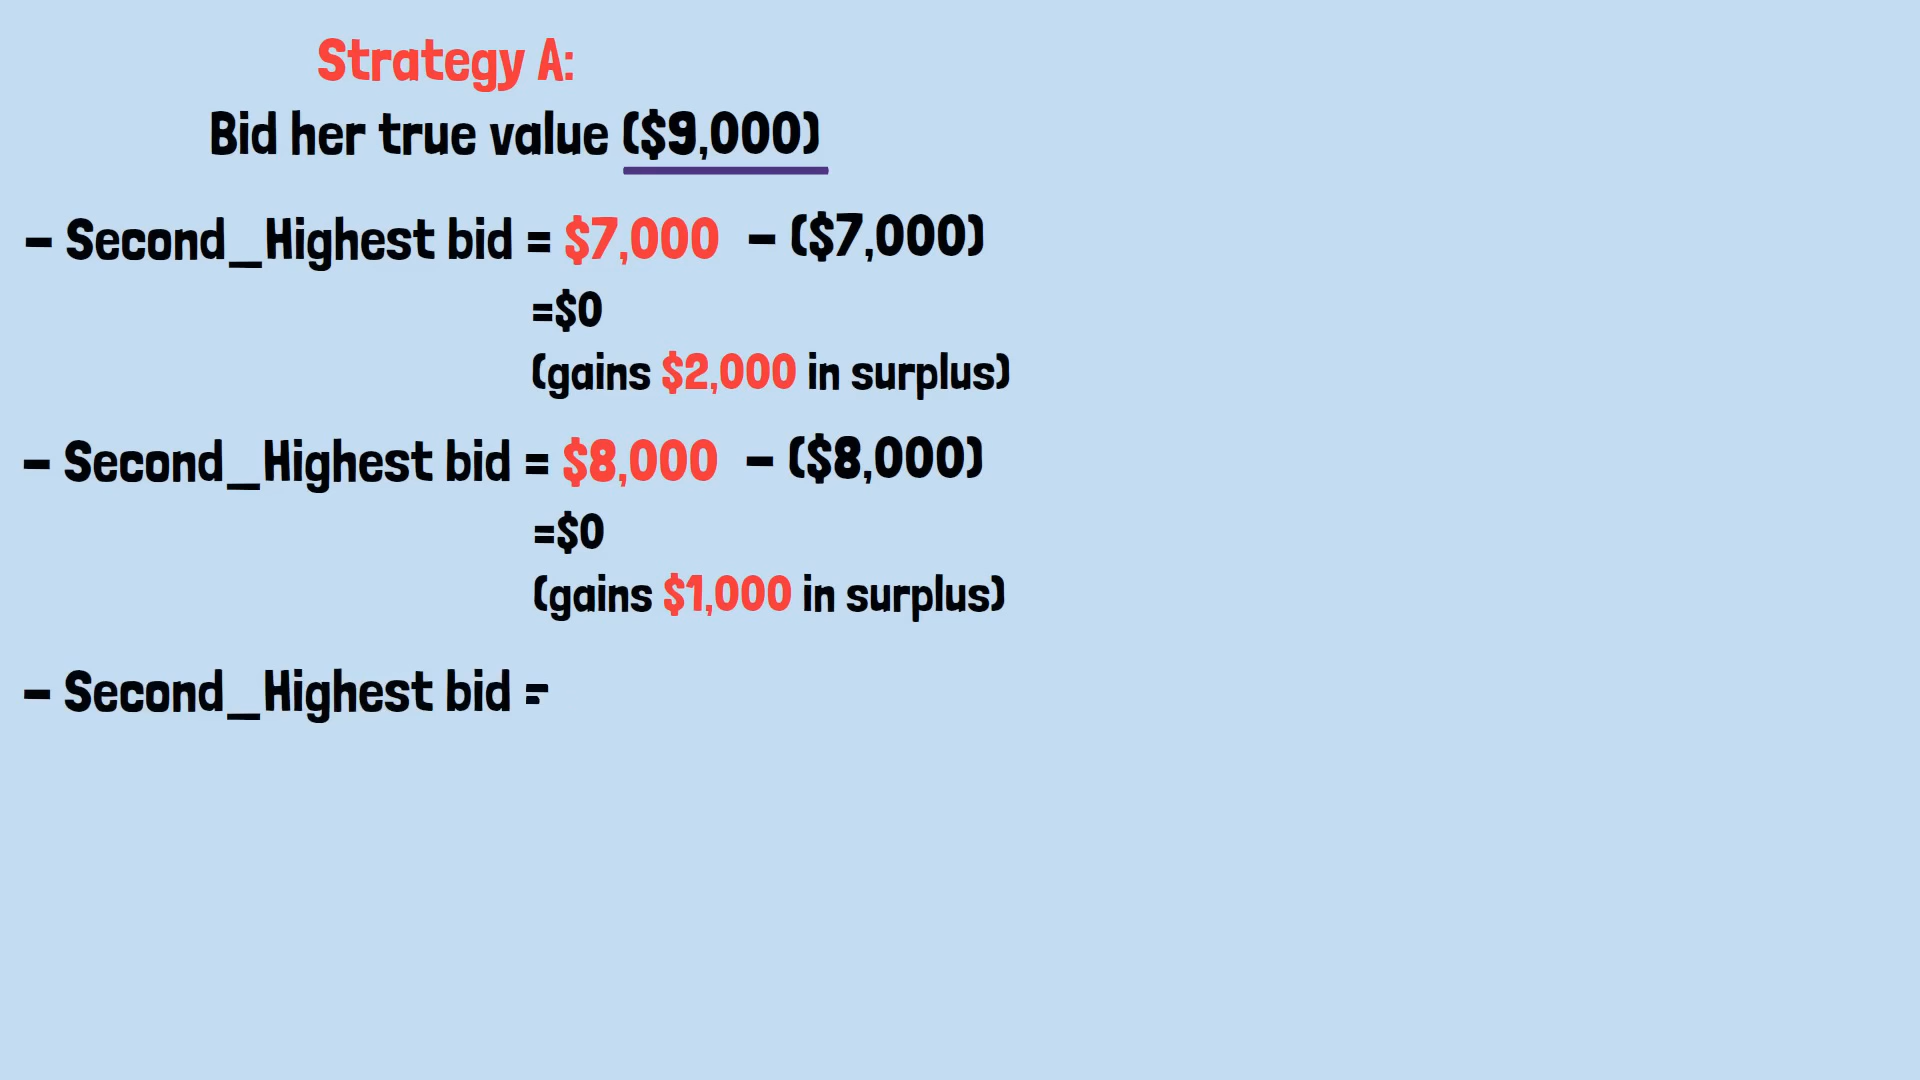 Strategy A:
Bid her true value ($9,000)
– Second_Highest bid = $7,000 – ($7,000)
=$0
(gains $2,000 in surplus)
– Second_Highest bid = $8,000 – ($8,000)
=$0
(gains $1,000 in surplus)
– Second_Highest bid =